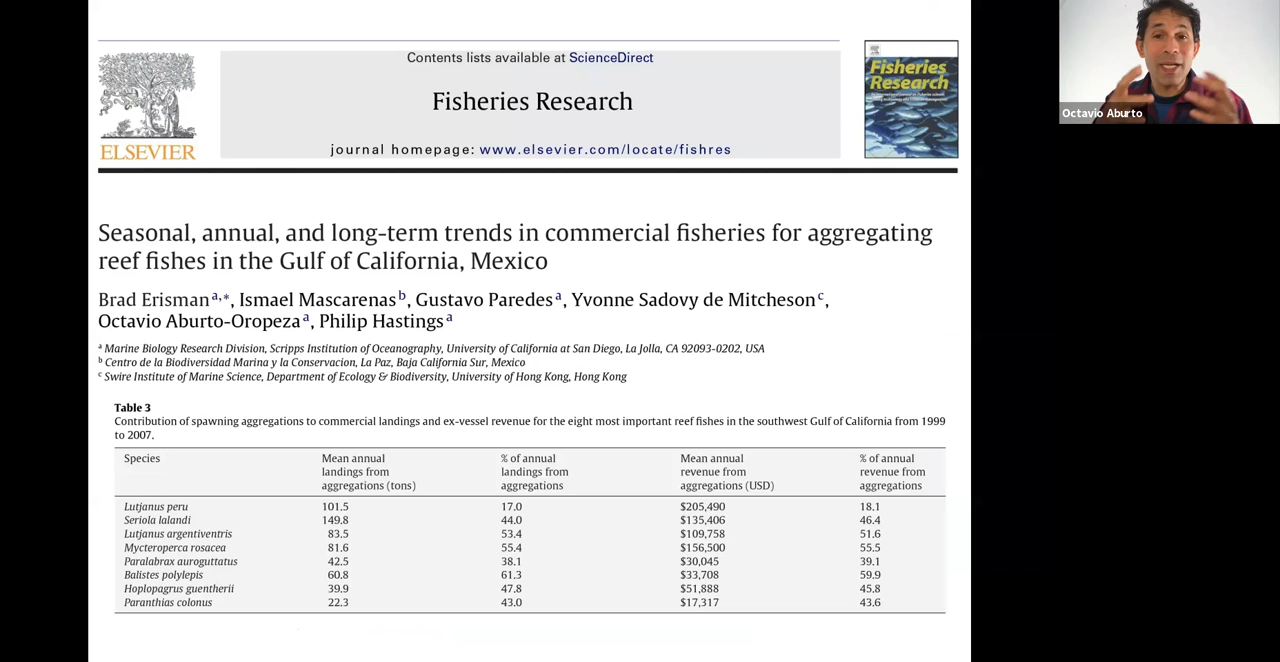 Contents lists available at ScienceDirect
Fisheries Research
journal homepage: www.elsevier.com/locate/fishres
ELSEVIER
Fisheries
Research
Octavio Aburto
Seasonal, annual, and long-term trends in commercial fisheries for aggregating
reef fishes in the Gulf of California, Mexico
Brad Erisman a,*, Ismael Mascarenas b, Gustavo Paredes a, Yvonne Sadovy de Mitcheson c,
Octavio Aburto-Oropeza a, Philip Hastings a
a Marine Biology Research Division, Scripps Institution of Oceanography, University of California at San Diego, La Jolla, CA 92093-0202, USA
b Centro de la Biodiversidad Marina y la Conservacion, La Paz, Baja California Sur, Mexico
c Swire Institute of Marine Science, Department of Ecology & Biodiversity, University of Hong Kong, Hong Kong
Table 3
Contribution of spawning aggregations to commercial landings and ex-vessel revenue for the eight most important reef fishes in the southwest Gulf of California from 1999
to 2007.
Species Mean annual % of annual Mean annual % of annual
landings from landings from revenue from revenue from
aggregations (tons) aggregations aggregations (USD) aggregations
Lutjanus peru 101.5 17.0 $205,490 18.1
Seriola lalandi 149.8 44.0 $135,406 46.4
Lutjanus argentiventris 83.5 53.4 $109,758 51.6
Mycteroperca rosacea 81.6 55.4 $156,500 55.5
Paralabrax auroguttatus 42.5 38.1 $30,045 39.1
Balistes polylepis 60.8 61.3 $33,708 59.9
Hoplopagrus guentherii 39.9 47.8 $51,888 45.8
Paranthias colonus 22.3 43.0 $17,317 43.6